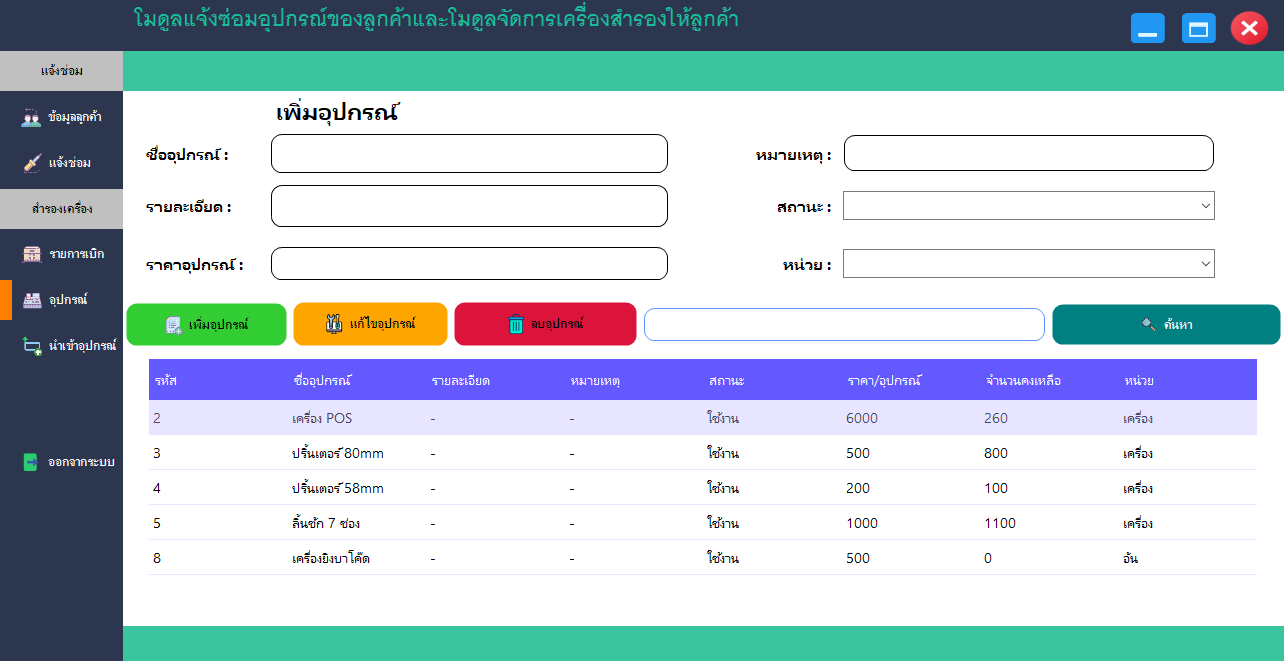 โมดูลแจ้งซ่อมอุปกรณ์ของลูกค้าและโมดูลจัดการเครื่องสำรองให้ลูกค้า
แจ้งซ่อม
ข้อมูลลูกค้า
แจ้งซ่อม
สำรองเครื่อง
รายการเบิก
อุปกรณ์
นำเข้าอุปกรณ์
ออกจากระบบ
เพิ่มอุปกรณ์
ชื่ออุปกรณ์ : หมายเหตุ :
รายละเอียด : สถานะ :
ราคาอุปกรณ์ : หน่วย :
เพิ่มอุปกรณ์ แก้ไขอุปกรณ์ ลบอุปกรณ์ ค้นหา
รหัส ชื่ออุปกรณ์ รายละเอียด หมายเหตุ สถานะ ราคา/อุปกรณ์ จำนวนคงเหลือ หน่วย
2 เครื่อง POS - - ใช้งาน 6000 260 เครื่อง
3 ปริ้นเตอร์ 80mm - - ใช้งาน 500 800 เครื่อง
4 ปริ้นเตอร์ 58mm - - ใช้งาน 200 100 เครื่อง
5 ลิ้นชัก 7 ช่อง - - ใช้งาน 1000 1100 เครื่อง
8 เครื่องยิงบาโค๊ด - - ใช้งาน 500 0 อัน